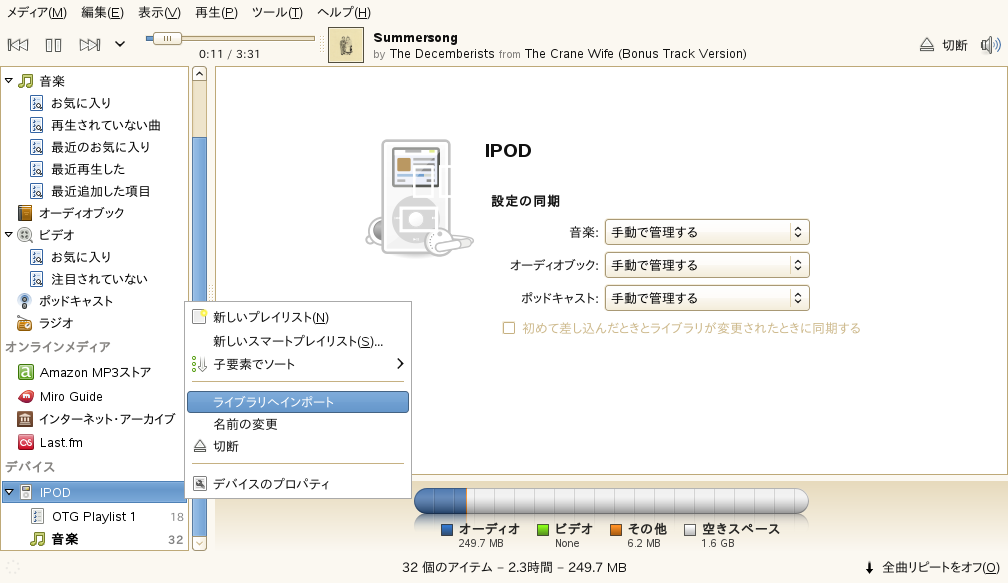 メディア(M) 編集(E) 表示(V) 再生(P) ツール(T) ヘルプ(H)
0:11 / 3:31
Summersong
by The Decemberists from The Crane Wife (Bonus Track Version)
切断
音楽
お気に入り
再生されていない曲
最近のお気に入り
最近再生した
最近追加した項目
オーディオブック
ビデオ
お気に入り
注目されていない
ポッドキャスト
ラジオ
オンラインメディア
Amazon MP3ストア
Miro Guide
インターネット・アーカイブ
Last.fm
デバイス
IPOD
OTG Playlist 1 18
音楽 32
IPOD
設定の同期
音楽: 手動で管理する
オーディオブック: 手動で管理する
ポッドキャスト: 手動で管理する
初めて差し込んだときとライブラリが変更されたときに同期する
新しいプレイリスト(N)
新しいスマートプレイリスト(S)...
子要素でソート
ライブラリへインポート
名前の変更
切断
デバイスのプロパティ
オーディオ ビデオ その他 空きスペース
249.7 MB None 6.2 MB 1.6 GB
32 個のアイテム – 2.3時間 – 249.7 MB
全曲リピートをオフ(O)